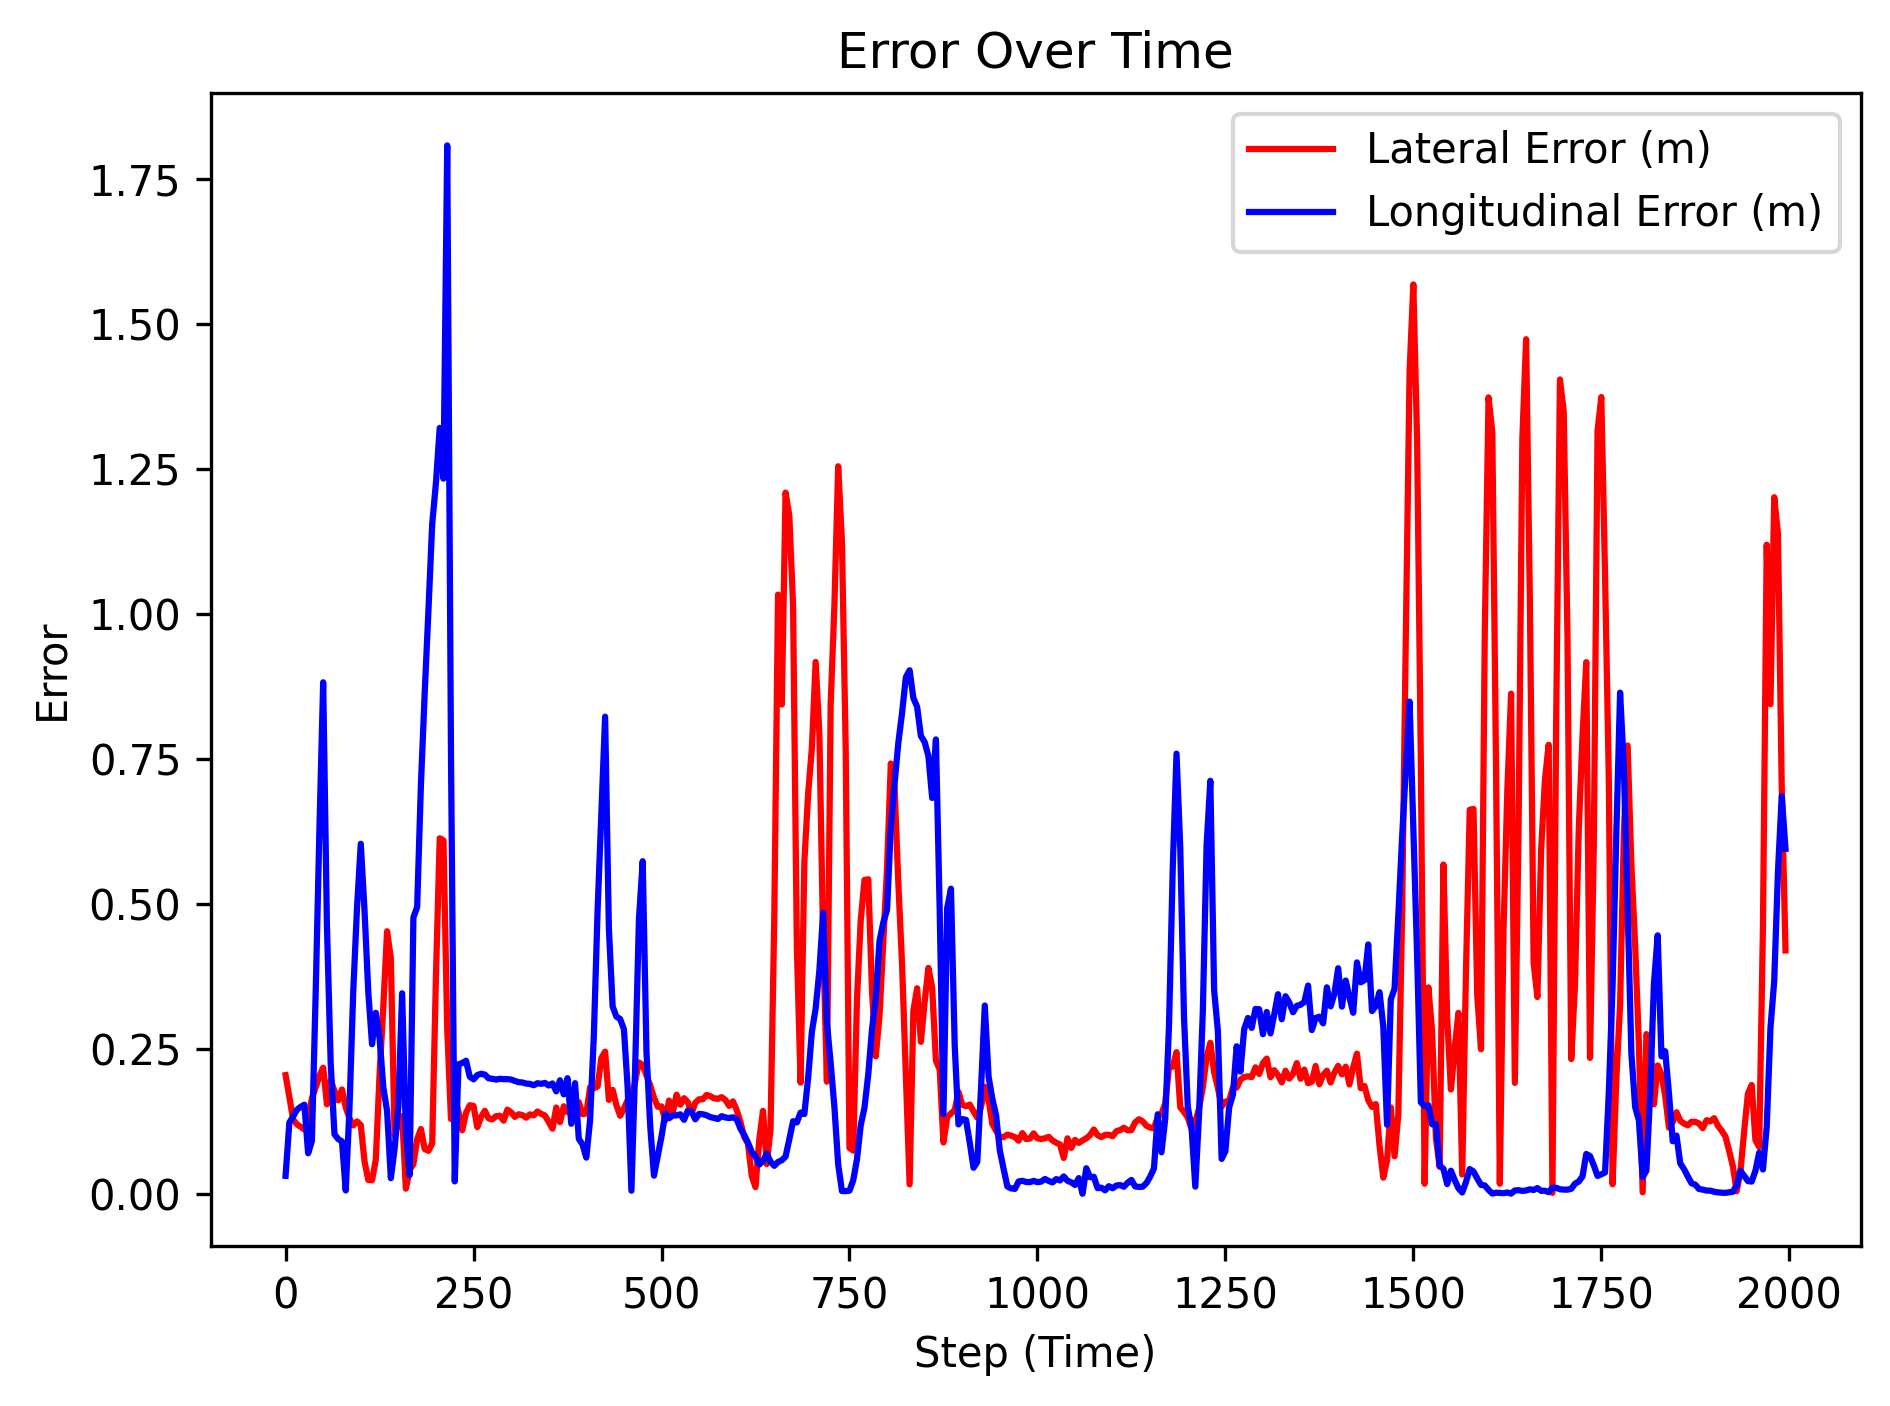 Error Over Time
Lateral Error (m)
Longitudinal Error (m)
1.75
1.50
1.25
1.00
0.75
0.50
0.25
0.00
Error
0 250 500 750 1000 1250 1500 1750 2000
Step (Time)